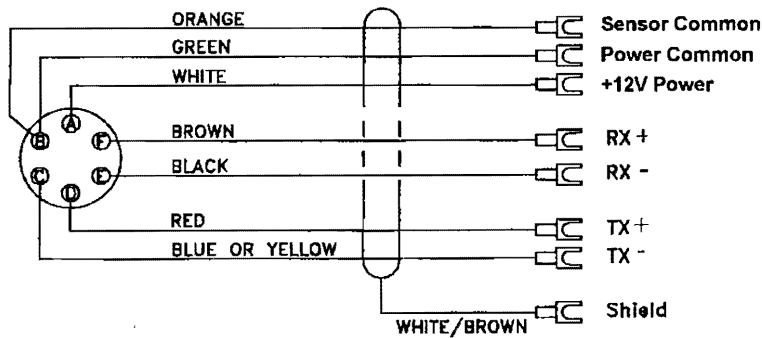 ORANGE Sensor Common
GREEN Power Common
WHITE +12V Power
A
B F BROWN RX +
C E BLACK RX -
D
RED TX +
BLUE OR YELLOW TX -
WHITE/BROWN Shield